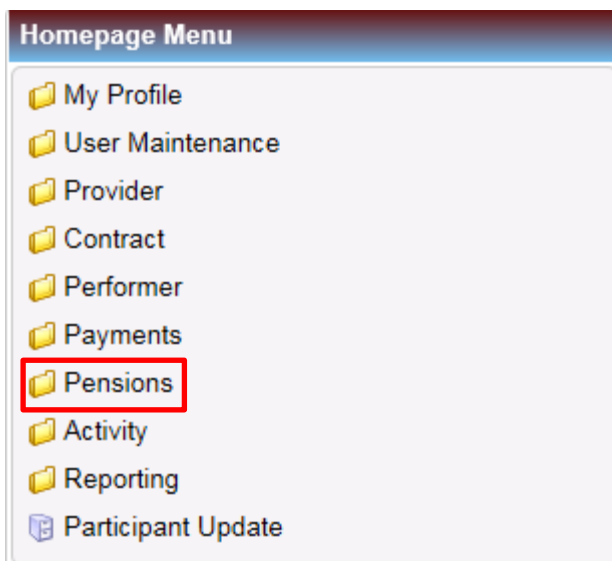 Homepage Menu
My Profile
User Maintenance
Provider
Contract
Performer
Payments
Pensions
Activity
Reporting
Participant Update